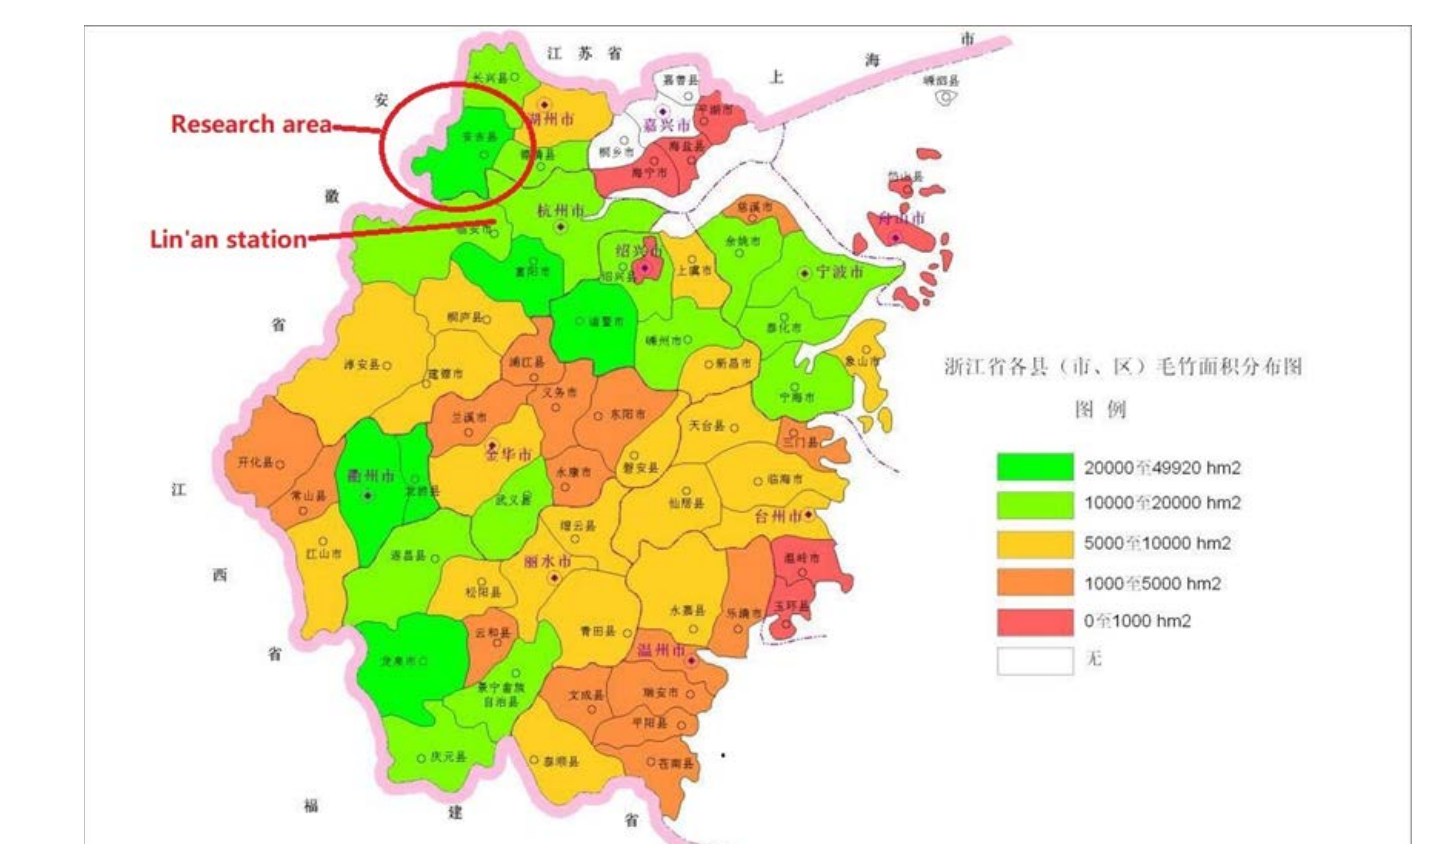 江苏省
上海市
安徽省
江西省
福建省
Research area
Lin'an station
长兴县
湖州市
安吉县
德清县
嘉善县
平湖市
嘉兴市
桐乡市
海盐县
海宁市
嵊泗县
岱山县
舟山市
杭州市
临安市
慈溪市
余姚市
宁波市
绍兴市
绍兴县
上虞市
富阳市
诸暨市
嵊州市
奉化市
桐庐县
淳安县
建德市
浦江县
新昌市
象山市
宁海市
义务市
兰溪市
东阳市
天台县
三门县
开化县
衢州市
金华市
磐安县
永康市
临海市
常山县
龙游县
武义县
仙居县
台州市
江山市
遂昌县
缙云县
丽水市
温岭市
松阳县
永嘉县
乐清市
玉环县
云和县
青田县
温州市
龙泉市
景宁畲族
自治县
文成县
瑞安市
平阳县
庆元县
泰顺县
苍南县
浙江省各县（市、区）毛竹面积分布图
图 例
20000至49920 hm2
10000至20000 hm2
5000至10000 hm2
1000至5000 hm2
0至1000 hm2
无